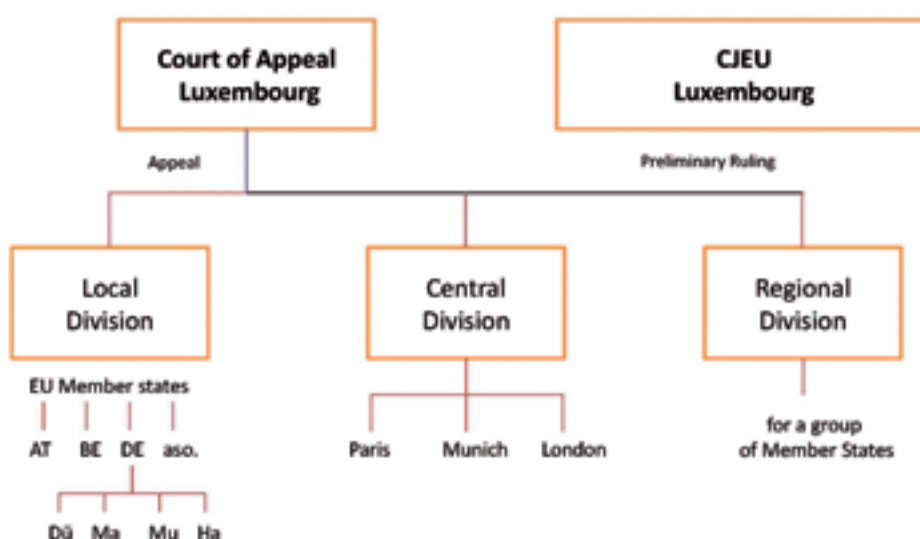 Court of Appeal
Luxembourg
CJEU
Luxembourg
Appeal
Preliminary Ruling
Local
Division
Central
Division
Regional
Division
EU Member states
AT BE DE aso.
Paris Munich London
for a group
of Member States
Dü Ma Mu Ha